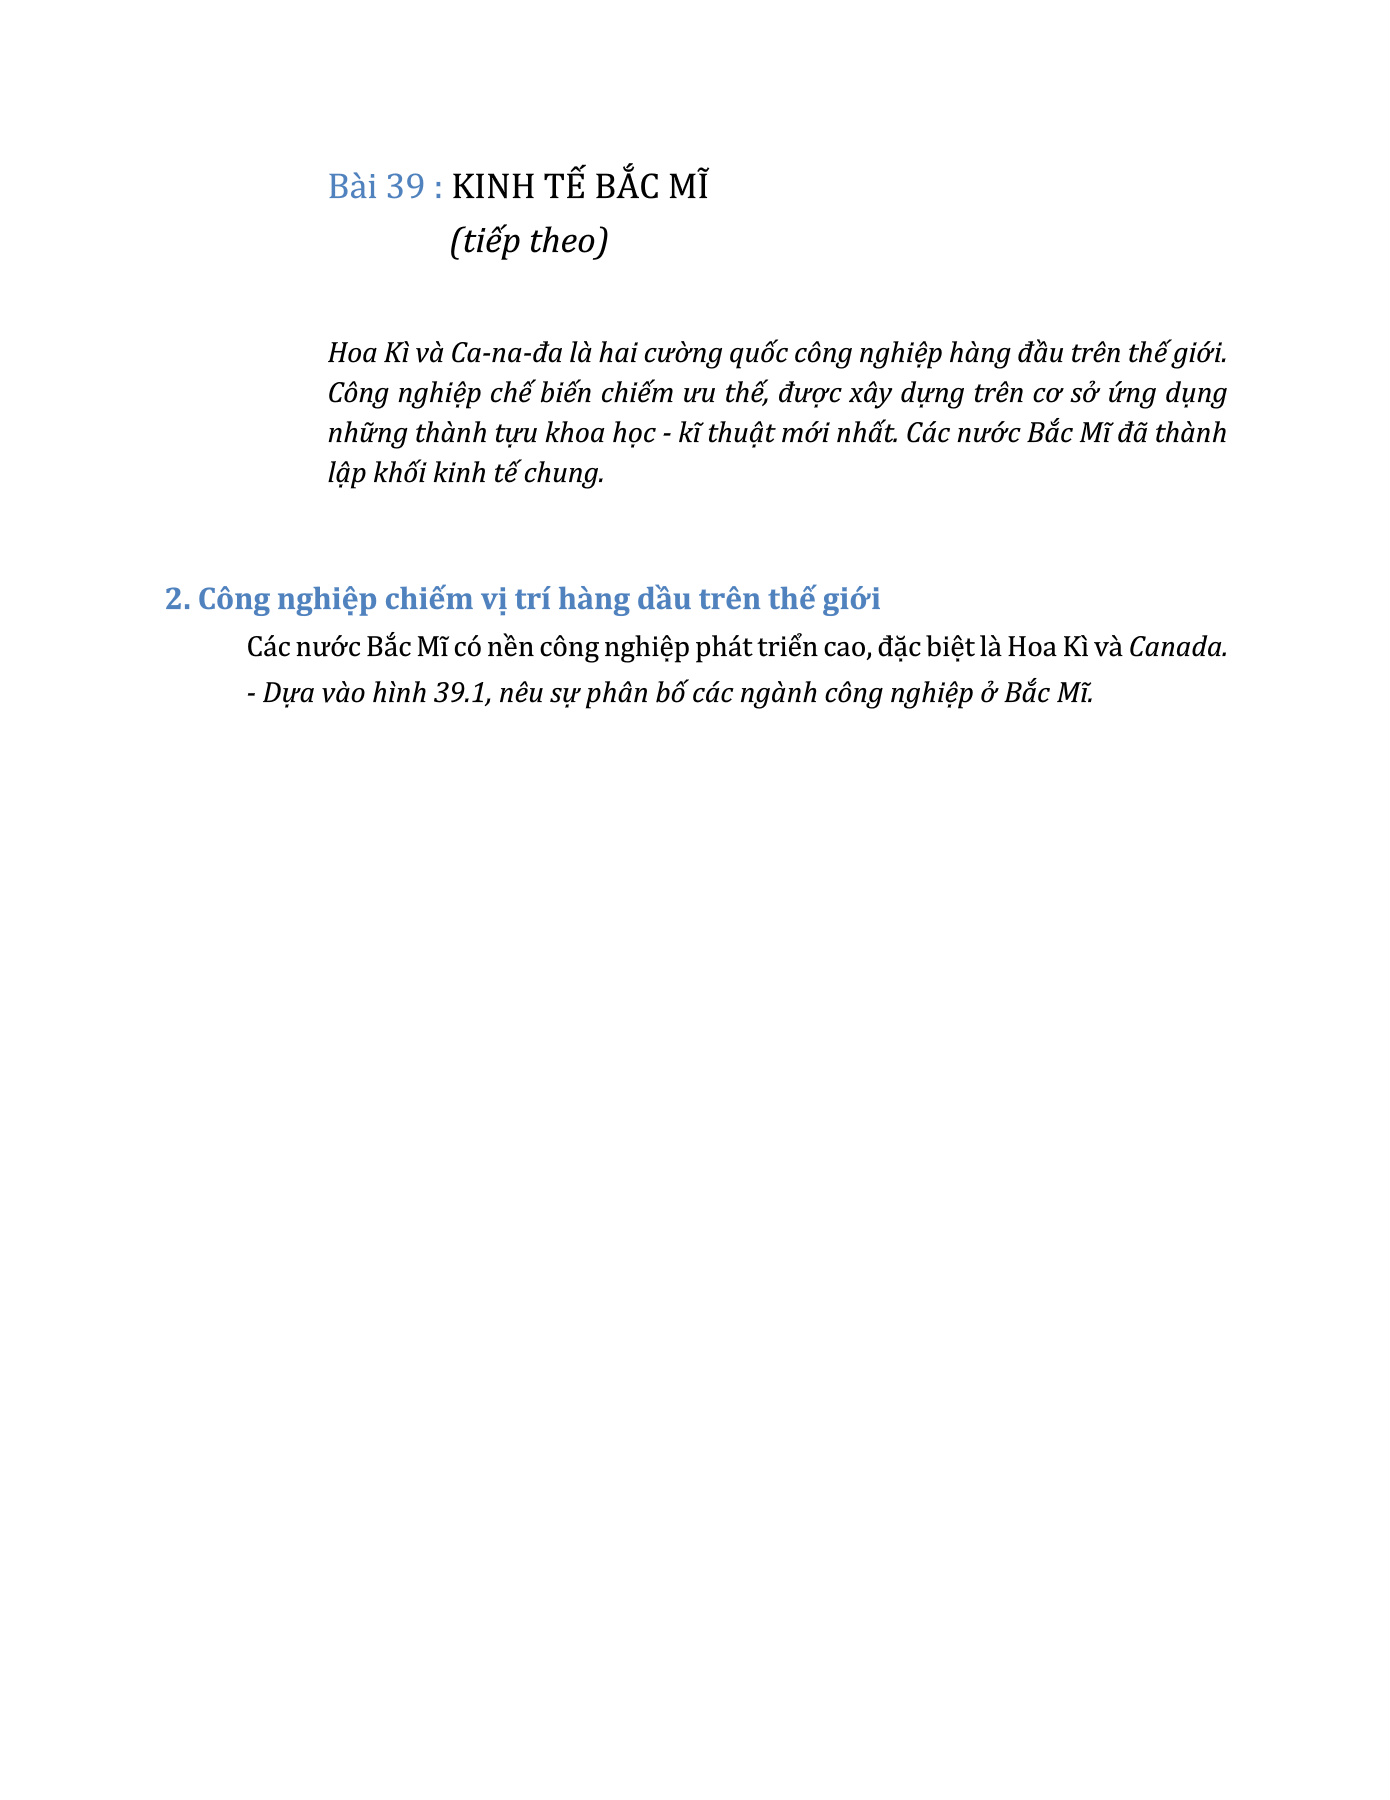 Bài 39 : KINH TẾ BẮC MĨ
(tiếp theo)
Hoa Kì và Ca-na-đa là hai cường quốc công nghiệp hàng đầu trên thế giới.
Công nghiệp chế biến chiếm ưu thế, được xây dựng trên cơ sở ứng dụng
những thành tựu khoa học - kĩ thuật mới nhất. Các nước Bắc Mĩ đã thành
lập khối kinh tế chung.
2. Công nghiệp chiếm vị trí hàng dầu trên thế giới
Các nước Bắc Mĩ có nền công nghiệp phát triển cao, đặc biệt là Hoa Kì và Canada.
- Dựa vào hình 39.1, nêu sự phân bố các ngành công nghiệp ở Bắc Mĩ.